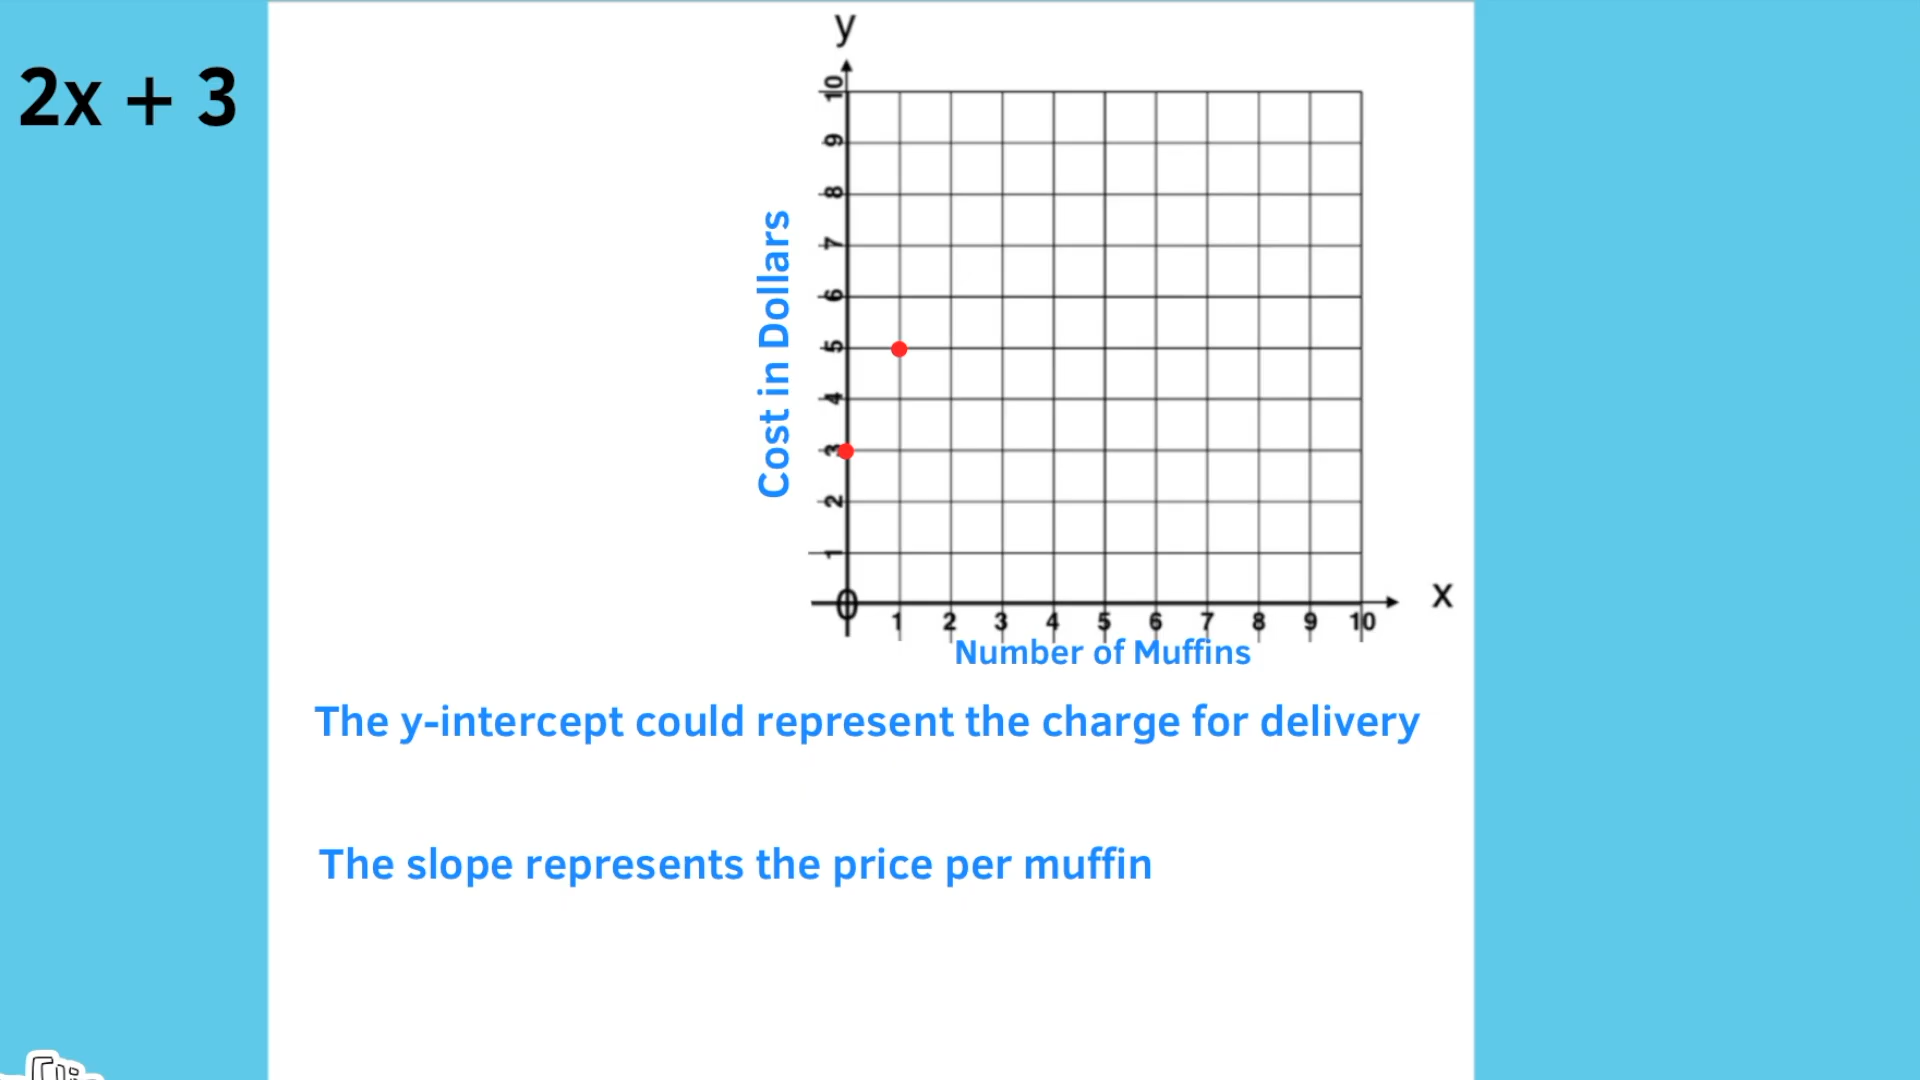 2x + 3
y
10
9
8
7
6
5
4
3
2
1
0
1 2 3 4 5 6 7 8 9 10
x
Cost in Dollars
Number of Muffins
The y-intercept could represent the charge for delivery
The slope represents the price per muffin